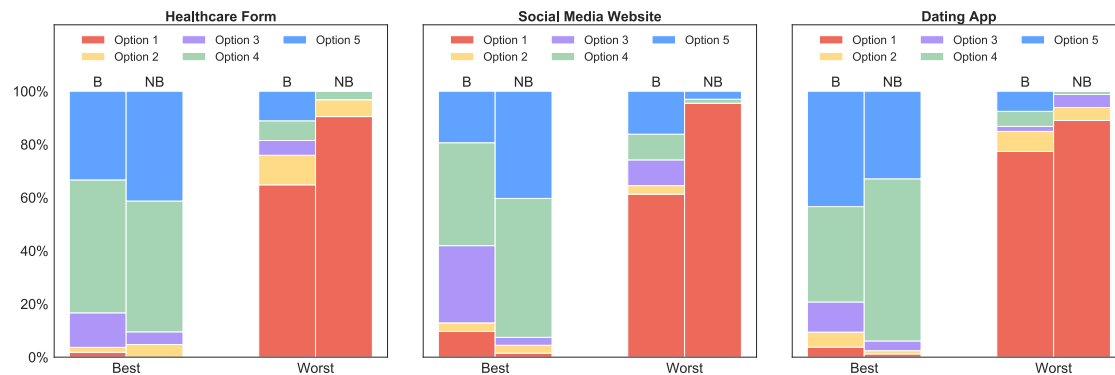 Healthcare Form
Option 1 Option 3 Option 5
Option 2 Option 4
B NB B NB
100%
80%
60%
40%
20%
0%
Best Worst
Social Media Website
Option 1 Option 3 Option 5
Option 2 Option 4
B NB B NB
Best Worst
Dating App
Option 1 Option 3 Option 5
Option 2 Option 4
B NB B NB
Best Worst